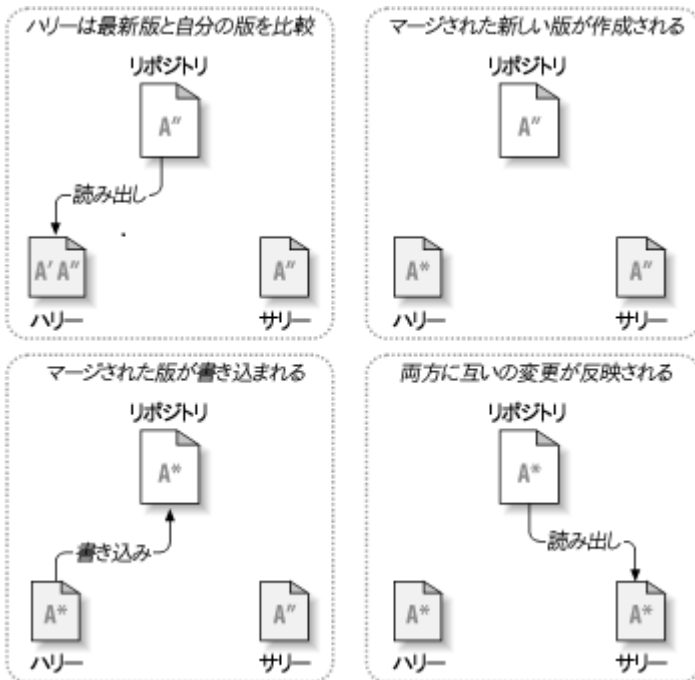 ハリーは最新版と自分の版を比較
リポジトリ
A″
読み出し
A′ A″
A″
ハリー
サリー
マージされた新しい版が作成される
リポジトリ
A″
A*
A″
ハリー
サリー
マージされた版が書き込まれる
リポジトリ
A*
書き込み
A*
A″
ハリー
サリー
両方に互いの変更が反映される
リポジトリ
A*
読み出し
A*
A*
ハリー
サリー